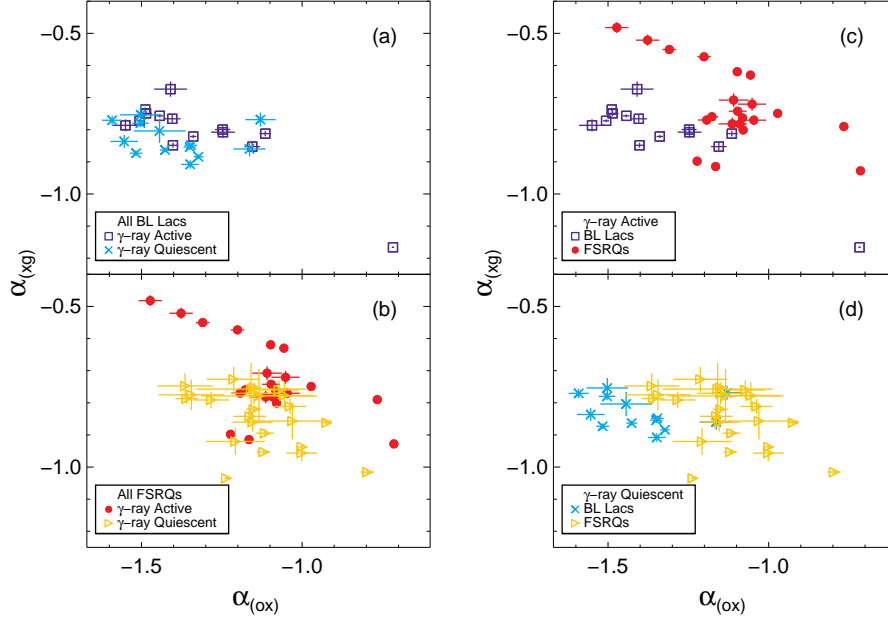 −0.5
−1.0
α(xg)
(a)
All BL Lacs
γ−ray Active
γ−ray Quiescent
−0.5
−1.0
α(xg)
(c)
γ−ray Active
BL Lacs
FSRQs
−0.5
−1.0
(b)
All FSRQs
γ−ray Active
γ−ray Quiescent
−1.5
−1.0
α(ox)
−0.5
−1.0
(d)
γ−ray Quiescent
BL Lacs
FSRQs
−1.5
−1.0
α(ox)